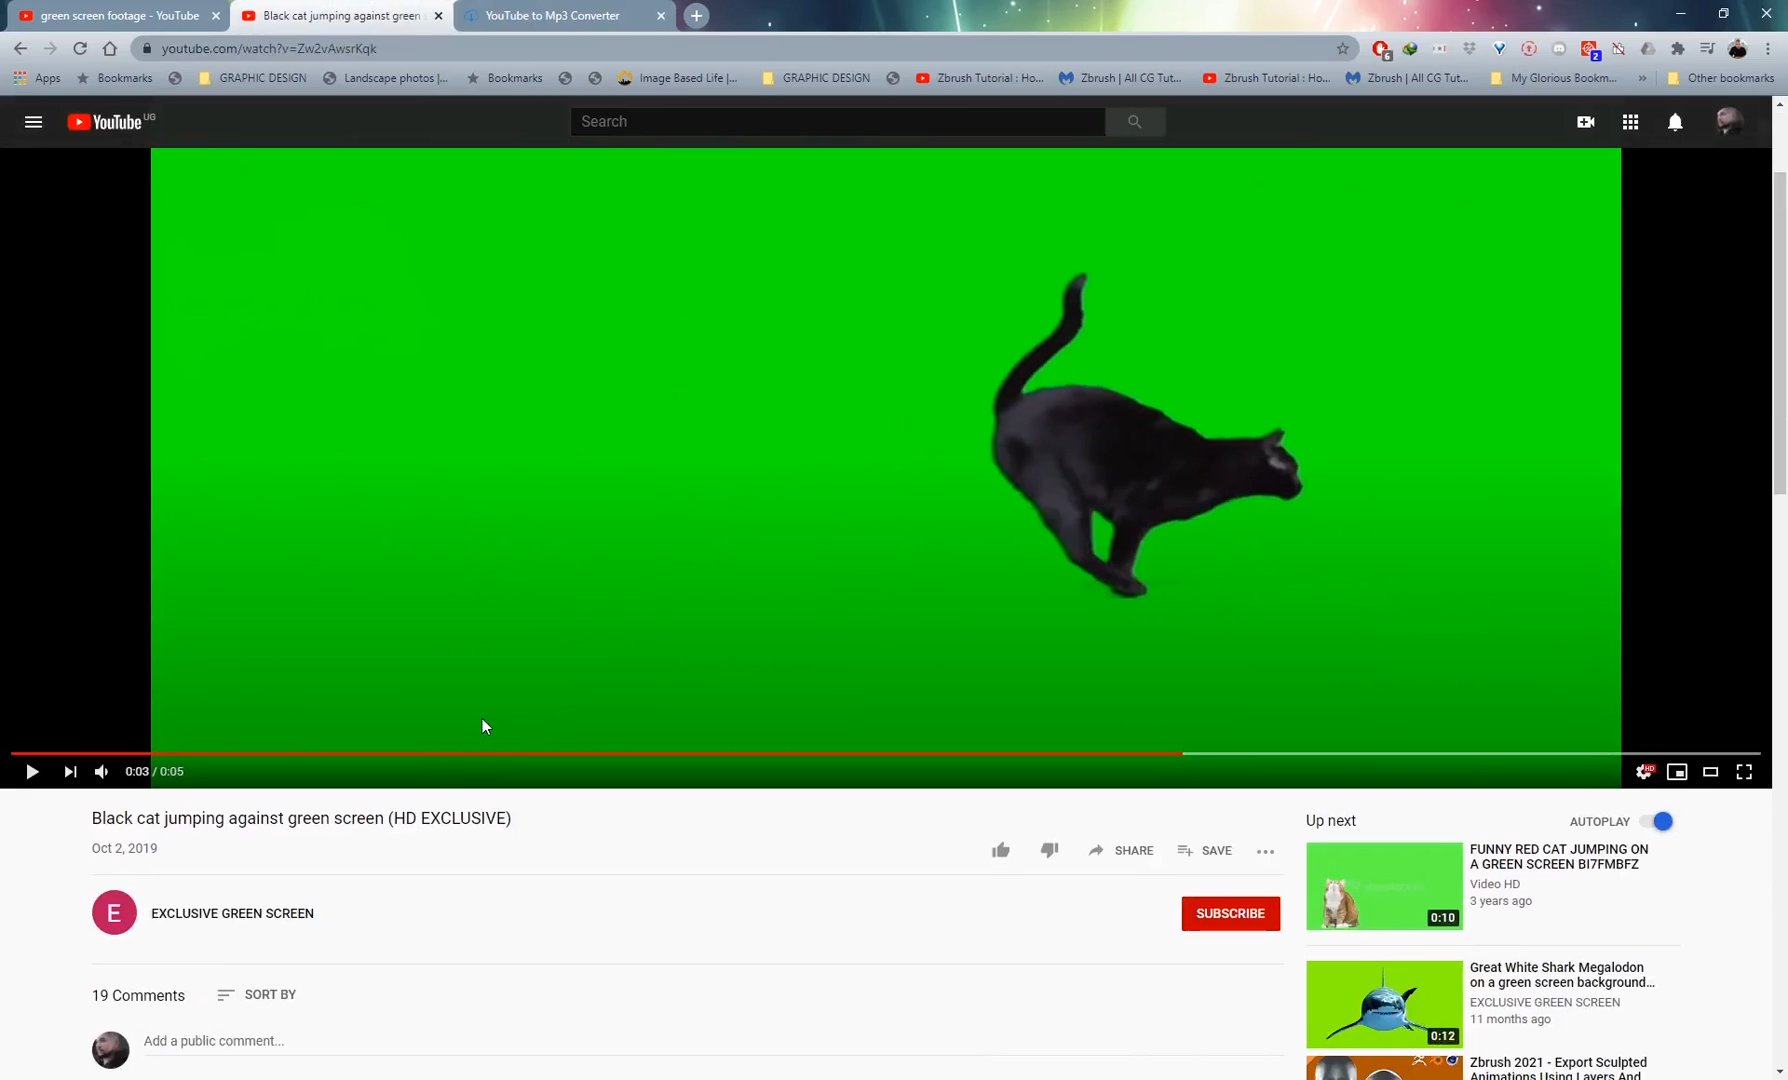 green screen footage - YouTube
Black cat jumping against green
YouTube to Mp3 Converter
youtube.com/watch?v=Zw2vAwsrKqk
6
2
Apps
Bookmarks
GRAPHIC DESIGN
Landscape photos |...
Bookmarks
Image Based Life |...
GRAPHIC DESIGN
Zbrush Tutorial : Ho...
Zbrush | All CG Tut...
Zbrush Tutorial : Ho...
Zbrush | All CG Tut...
My Glorious Bookm...
»
Other bookmarks
YouTube UG
Search
0:03 / 0:05
HD
Black cat jumping against green screen (HD EXCLUSIVE)
Oct 2, 2019
SHARE
SAVE
E
EXCLUSIVE GREEN SCREEN
SUBSCRIBE
19 Comments
SORT BY
Add a public comment...
Up next
AUTOPLAY
FUNNY RED CAT JUMPING ON
A GREEN SCREEN BI7FMBFZ
Video HD
3 years ago
0:10
Great White Shark Megalodon
on a green screen background...
EXCLUSIVE GREEN SCREEN
11 months ago
0:12
Zbrush 2021 - Export Sculpted
Animations Using Layers And